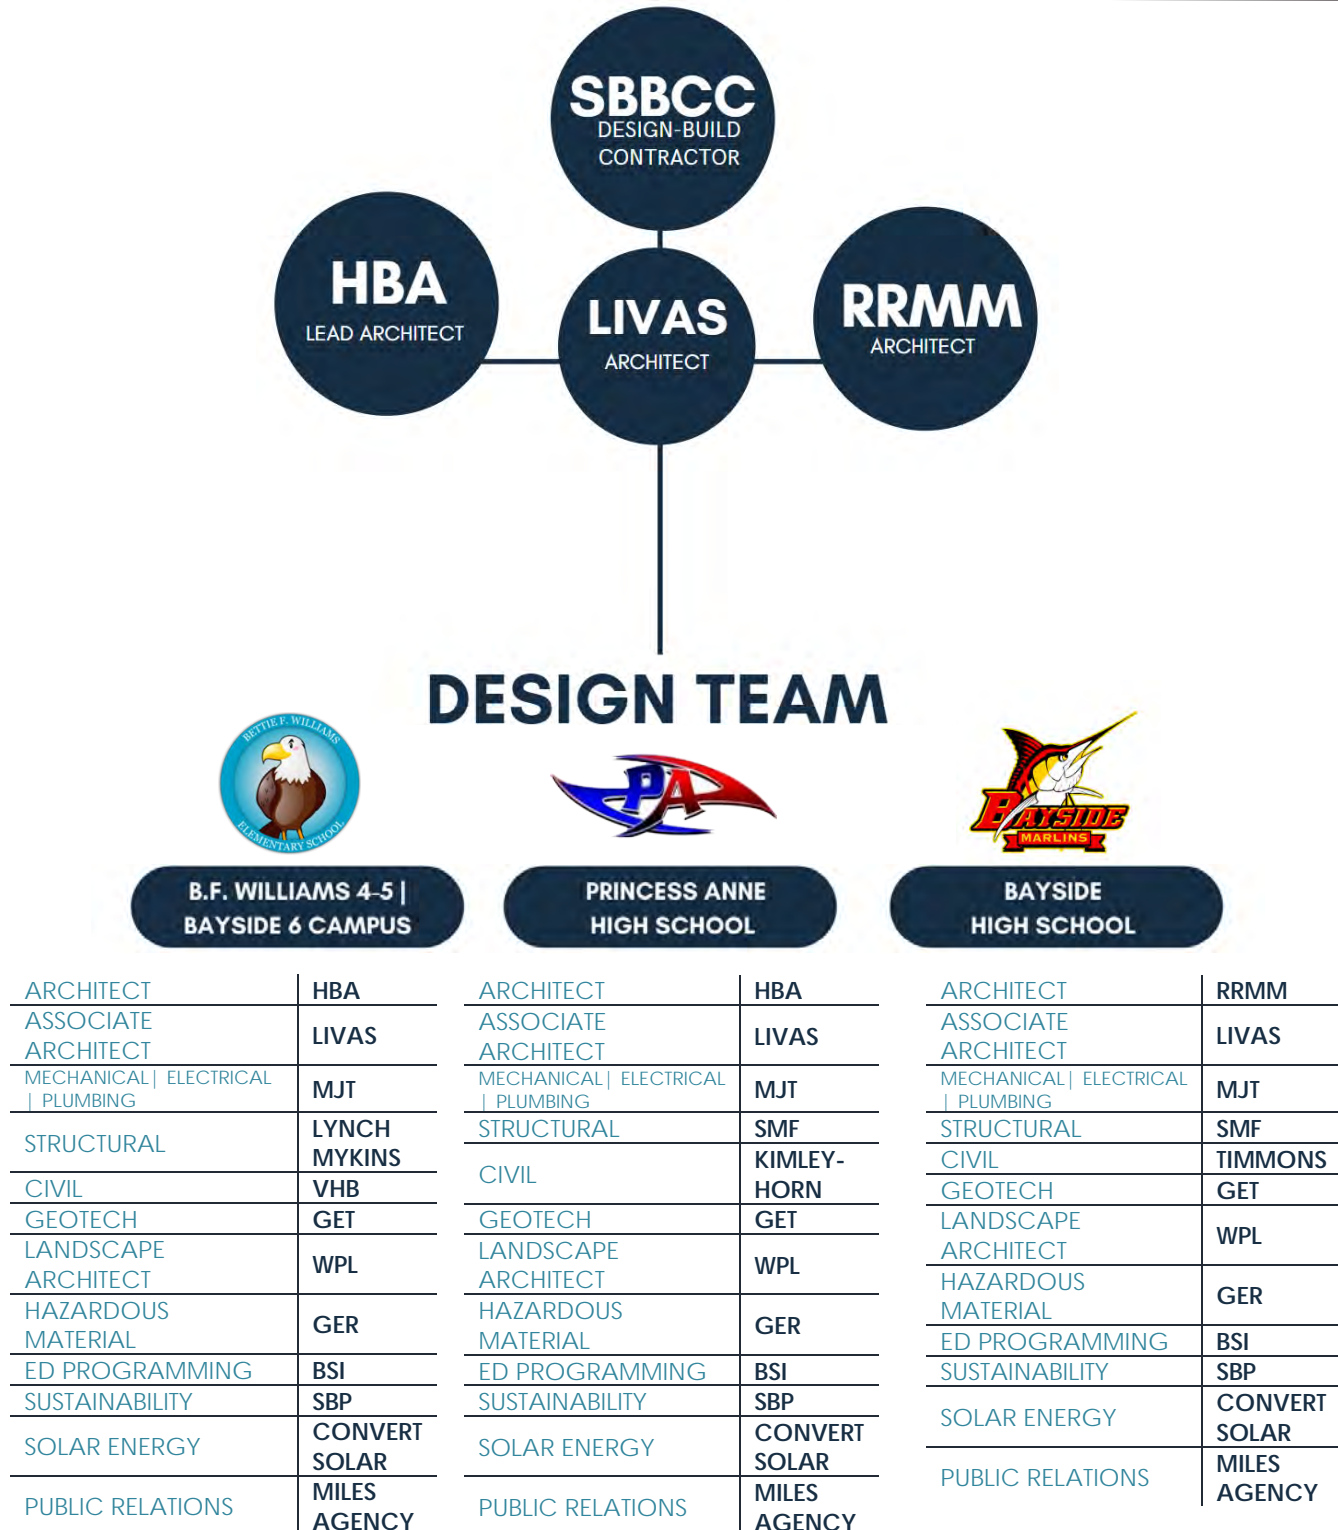 SBBCC
DESIGN-BUILD
CONTRACTOR
HBA
LEAD ARCHITECT
LIVAS
ARCHITECT
RRMM
ARCHITECT
DESIGN TEAM
BETTIE F. WILLIAMS
ELEMENTARY SCHOOL
PA
BAYSIDE
MARLINS
B.F. WILLIAMS 4-5 |
BAYSIDE 6 CAMPUS
PRINCESS ANNE
HIGH SCHOOL
BAYSIDE
HIGH SCHOOL
ARCHITECT
HBA
ASSOCIATE
ARCHITECT
LIVAS
MECHANICAL| ELECTRICAL
| PLUMBING
MJT
STRUCTURAL
LYNCH
MYKINS
CIVIL
VHB
GEOTECH
GET
LANDSCAPE
ARCHITECT
WPL
HAZARDOUS
MATERIAL
GER
ED PROGRAMMING
BSI
SUSTAINABILITY
SBP
SOLAR ENERGY
CONVERT
SOLAR
PUBLIC RELATIONS
MILES
AGENCY
ARCHITECT
HBA
ASSOCIATE
ARCHITECT
LIVAS
MECHANICAL| ELECTRICAL
| PLUMBING
MJT
STRUCTURAL
SMF
CIVIL
KIMLEY-
HORN
GEOTECH
GET
LANDSCAPE
ARCHITECT
WPL
HAZARDOUS
MATERIAL
GER
ED PROGRAMMING
BSI
SUSTAINABILITY
SBP
SOLAR ENERGY
CONVERT
SOLAR
PUBLIC RELATIONS
MILES
AGENCY
ARCHITECT
RRMM
ASSOCIATE
ARCHITECT
LIVAS
MECHANICAL| ELECTRICAL
| PLUMBING
MJT
STRUCTURAL
SMF
CIVIL
TIMMONS
GEOTECH
GET
LANDSCAPE
ARCHITECT
WPL
HAZARDOUS
MATERIAL
GER
ED PROGRAMMING
BSI
SUSTAINABILITY
SBP
SOLAR ENERGY
CONVERT
SOLAR
PUBLIC RELATIONS
MILES
AGENCY